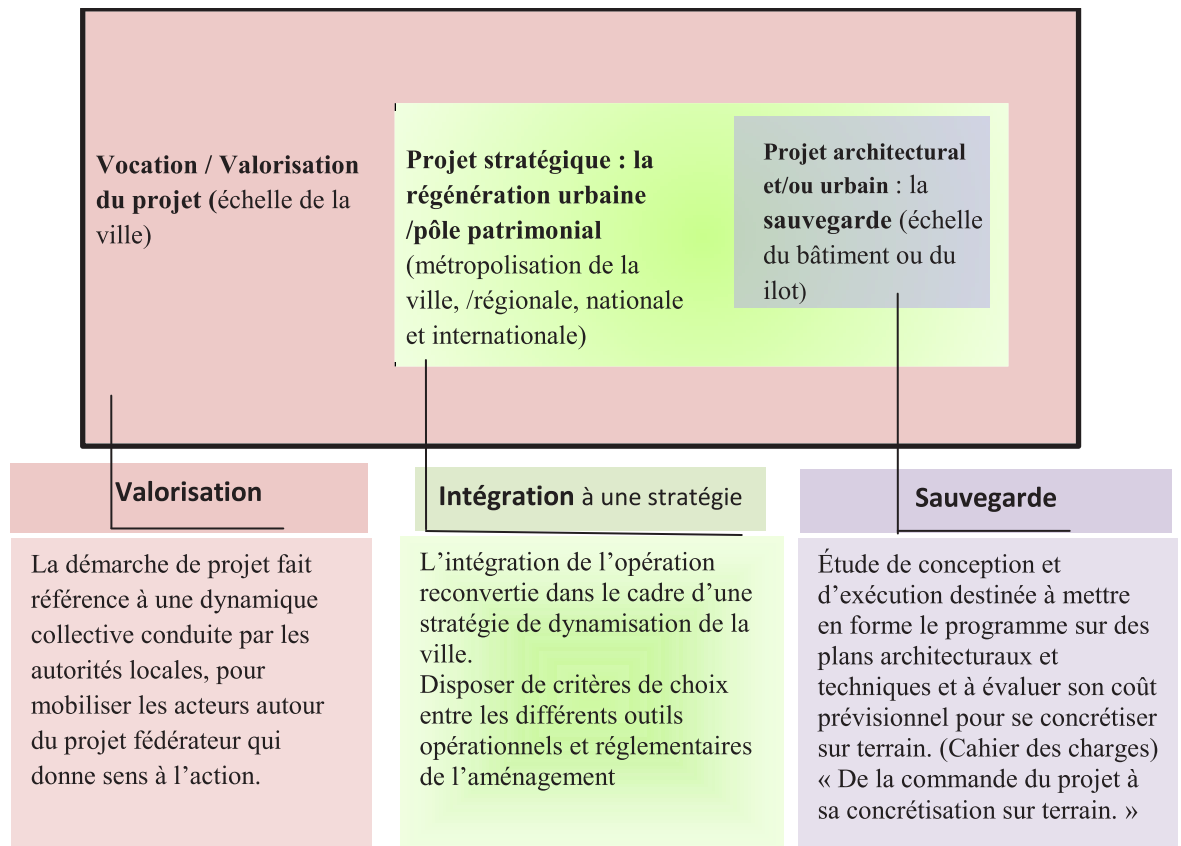 Vocation / Valorisation
du projet (échelle de la
ville)
Projet stratégique : la
régénération urbaine
/pôle patrimonial
(métropolisation de la
ville, /régionale, nationale
et internationale)
Projet architectural
et/ou urbain : la
sauvegarde (échelle
du bâtiment ou du
ilot)
Valorisation
La démarche de projet fait
référence à une dynamique
collective conduite par les
autorités locales, pour
mobiliser les acteurs autour
du projet fédérateur qui
donne sens à l’action.
Intégration à une stratégie
L’intégration de l’opération
reconvertie dans le cadre d’une
stratégie de dynamisation de la
ville.
Disposer de critères de choix
entre les différents outils
opérationnels et réglementaires
de l’aménagement
Sauvegarde
Étude de conception et
d’exécution destinée à mettre
en forme le programme sur des
plans architecturaux et
techniques et à évaluer son coût
prévisionnel pour se concrétiser
sur terrain. (Cahier des charges)
« De la commande du projet à
sa concrétisation sur terrain. »